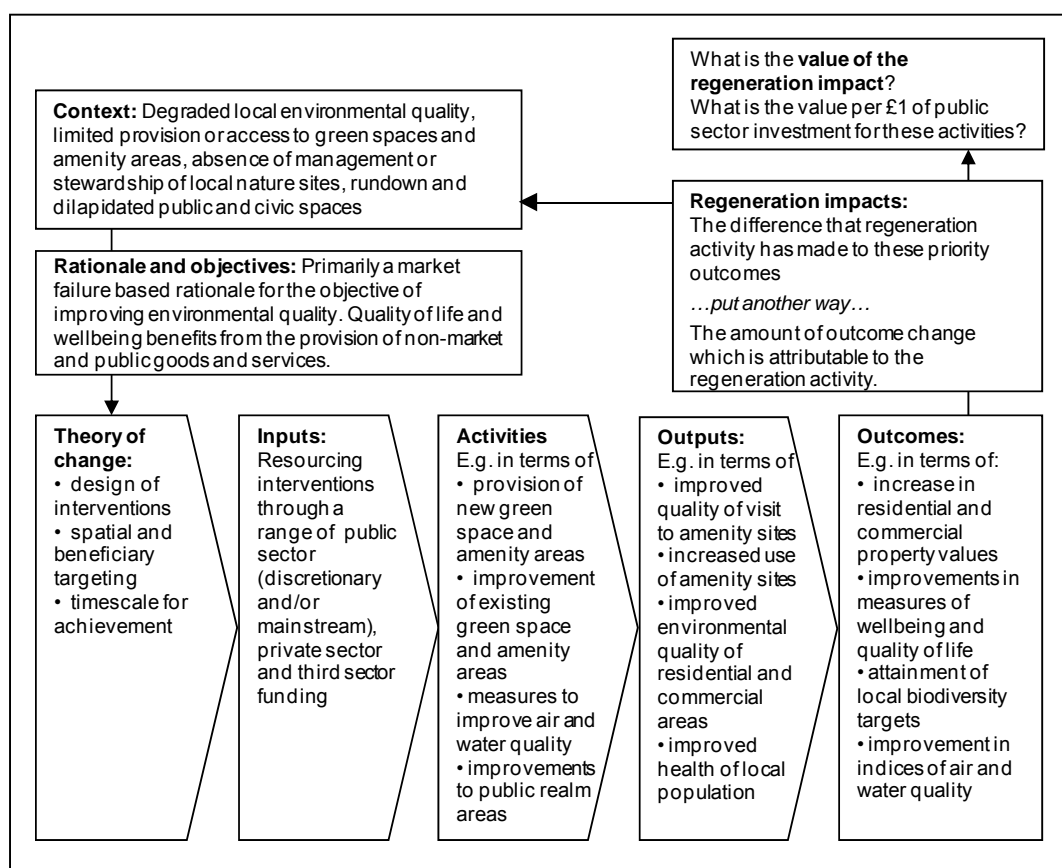 Context: Degraded local environmental quality,
limited provision or access to green spaces and
amenity areas, absence of management or
stewardship of local nature sites, rundown and
dilapidated public and civic spaces
Rationale and objectives: Primarily a market
failure based rationale for the objective of
improving environmental quality. Quality of life and
wellbeing benefits from the provision of non-market
and public goods and services.
What is the value of the
regeneration impact?
What is the value per £1 of public
sector investment for these activities?
Regeneration impacts:
The difference that regeneration
activity has made to these priority
outcomes
…put another way…
The amount of outcome change
which is attributable to the
regeneration activity.
Theory of
change:
• design of
interventions
• spatial and
beneficiary
targeting
• timescale for
achievement
Inputs:
Resourcing
interventions
through a
range of public
sector
(discretionary
and/or
mainstream),
private sector
and third sector
funding
Activities
E.g. in terms of
• provision of
new green
space and
amenity areas
• improvement
of existing
green space
and amenity
areas
• measures to
improve air and
water quality
• improvements
to public realm
areas
Outputs:
E.g. in terms of
• improved
quality of visit
to amenity sites
• increased use
of amenity sites
• improved
environmental
quality of
residential and
commercial
areas
• improved
health of local
population
Outcomes:
E.g. in terms of:
• increase in
residential and
commercial
property values
• improvements in
measures of
wellbeing and
quality of life
• attainment of
local biodiversity
targets
• improvement in
indices of air and
water quality